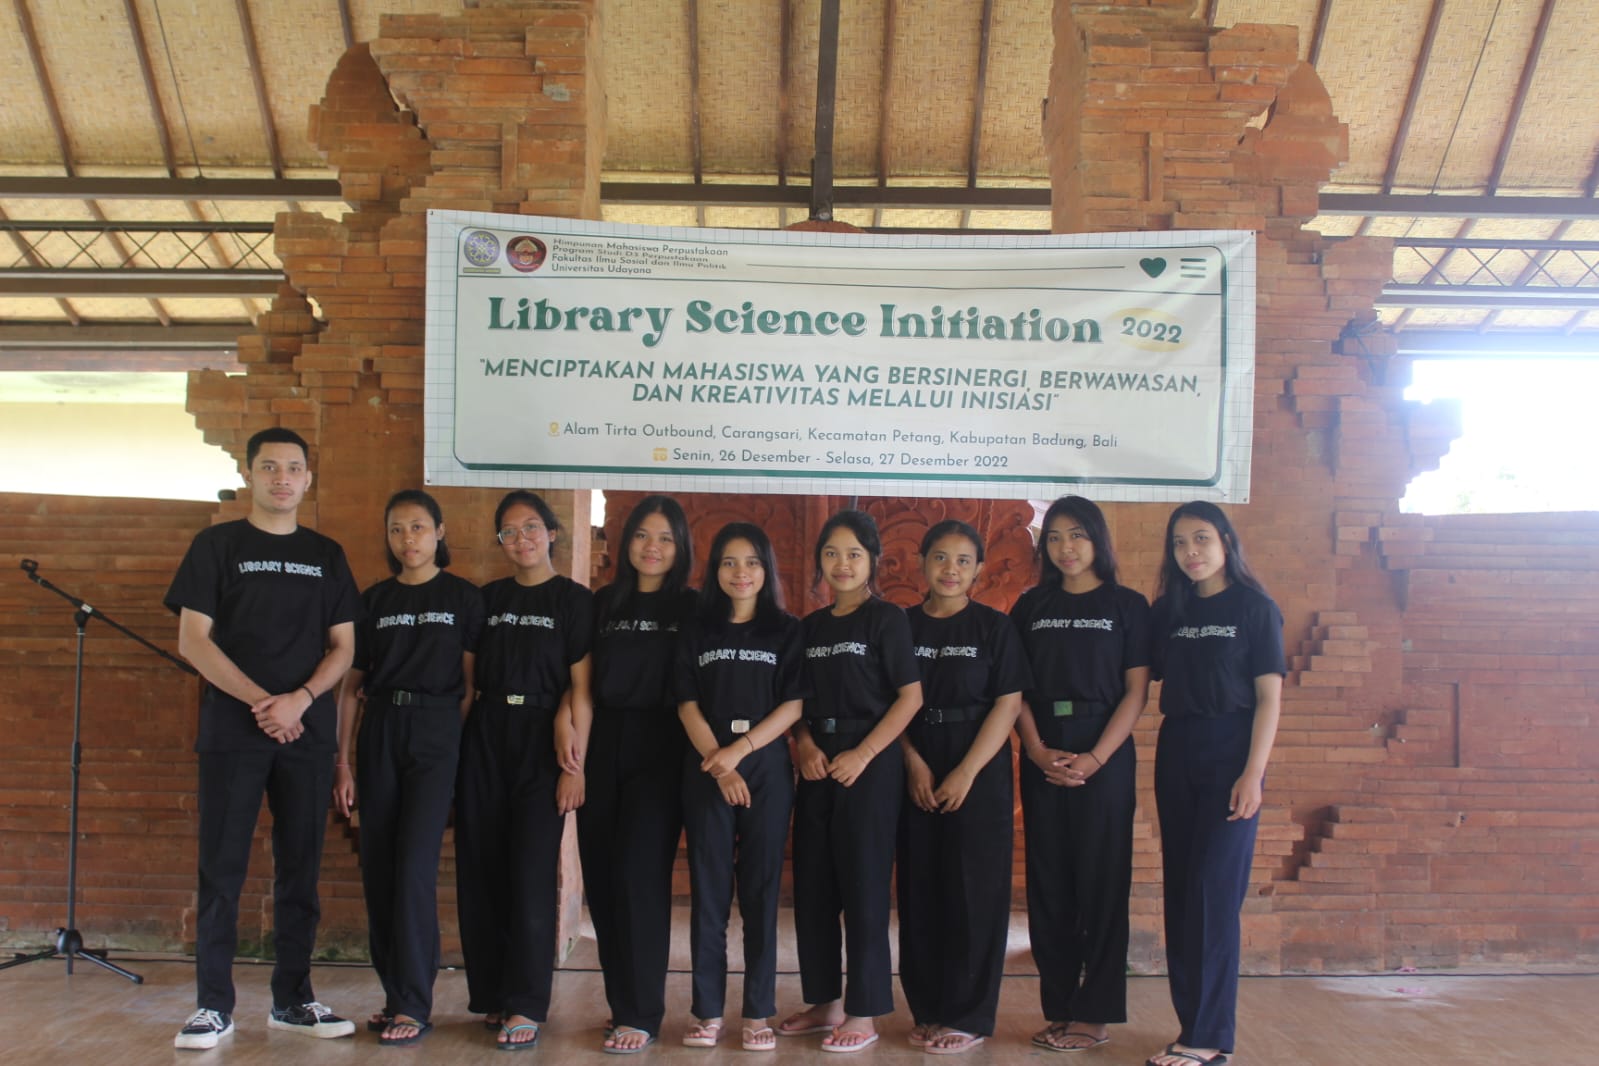 Himpunan Mahasiswa Perpustakaan
Program Studi D3 Perpustakaan
Fakultas Ilmu Sosial dan Ilmu Politik
Universitas Udayana
Library Science Initiation 2022
"MENCIPTAKAN MAHASISWA YANG BERSINERGI, BERWAWASAN,
DAN KREATIVITAS MELALUI INISIASI"
Alam Tirta Outbound, Carangsari, Kecamatan Petang, Kabupatan Badung, Bali
Senin, 26 Desember - Selasa, 27 Desember 2022
LIBRARY SCIENCE
LIBRARY SCIENCE
LIBRARY SCIENCE
LIBRARY SCIENCE
LIBRARY SCIENCE
LIBRARY SCIENCE